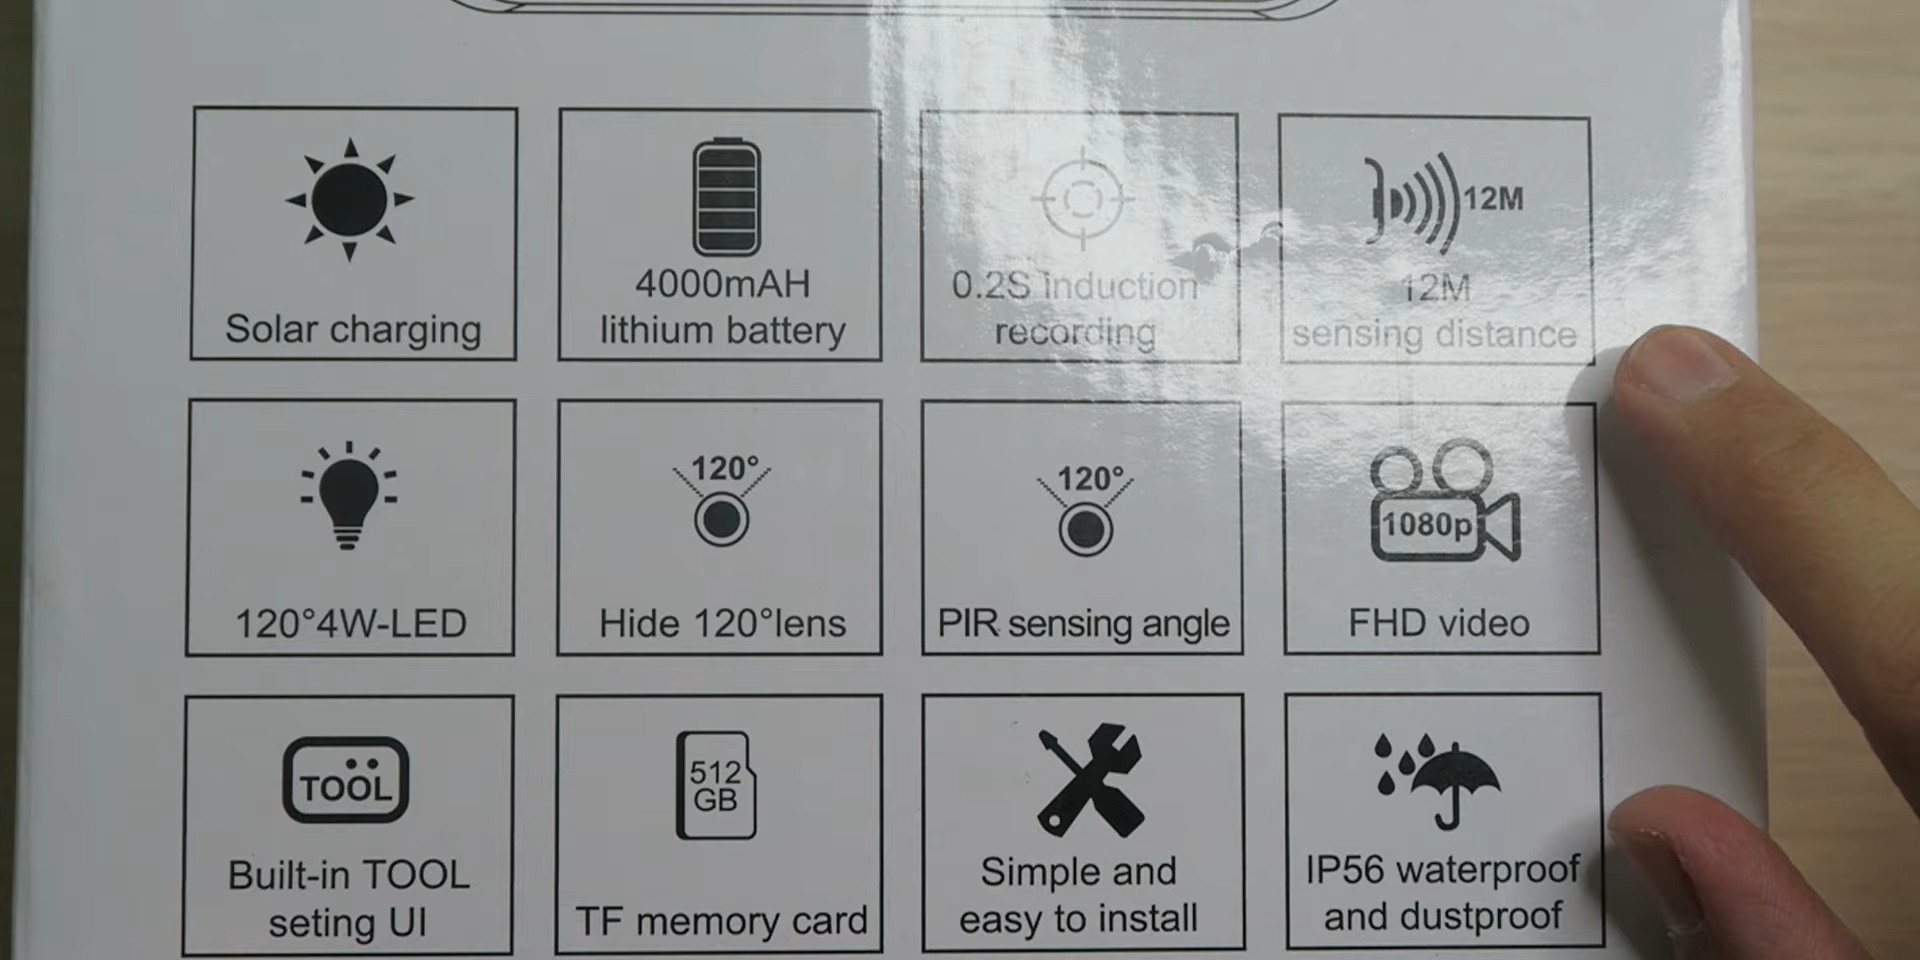 Solar charging
4000mAH
lithium battery
0.2S induction
recording
12M
12M
sensing distance
120°4W-LED
120°
Hide 120°lens
120°
PIR sensing angle
1080p
FHD video
TOOL
Built-in TOOL
seting UI
512
GB
TF memory card
Simple and
easy to install
IP56 waterproof
and dustproof